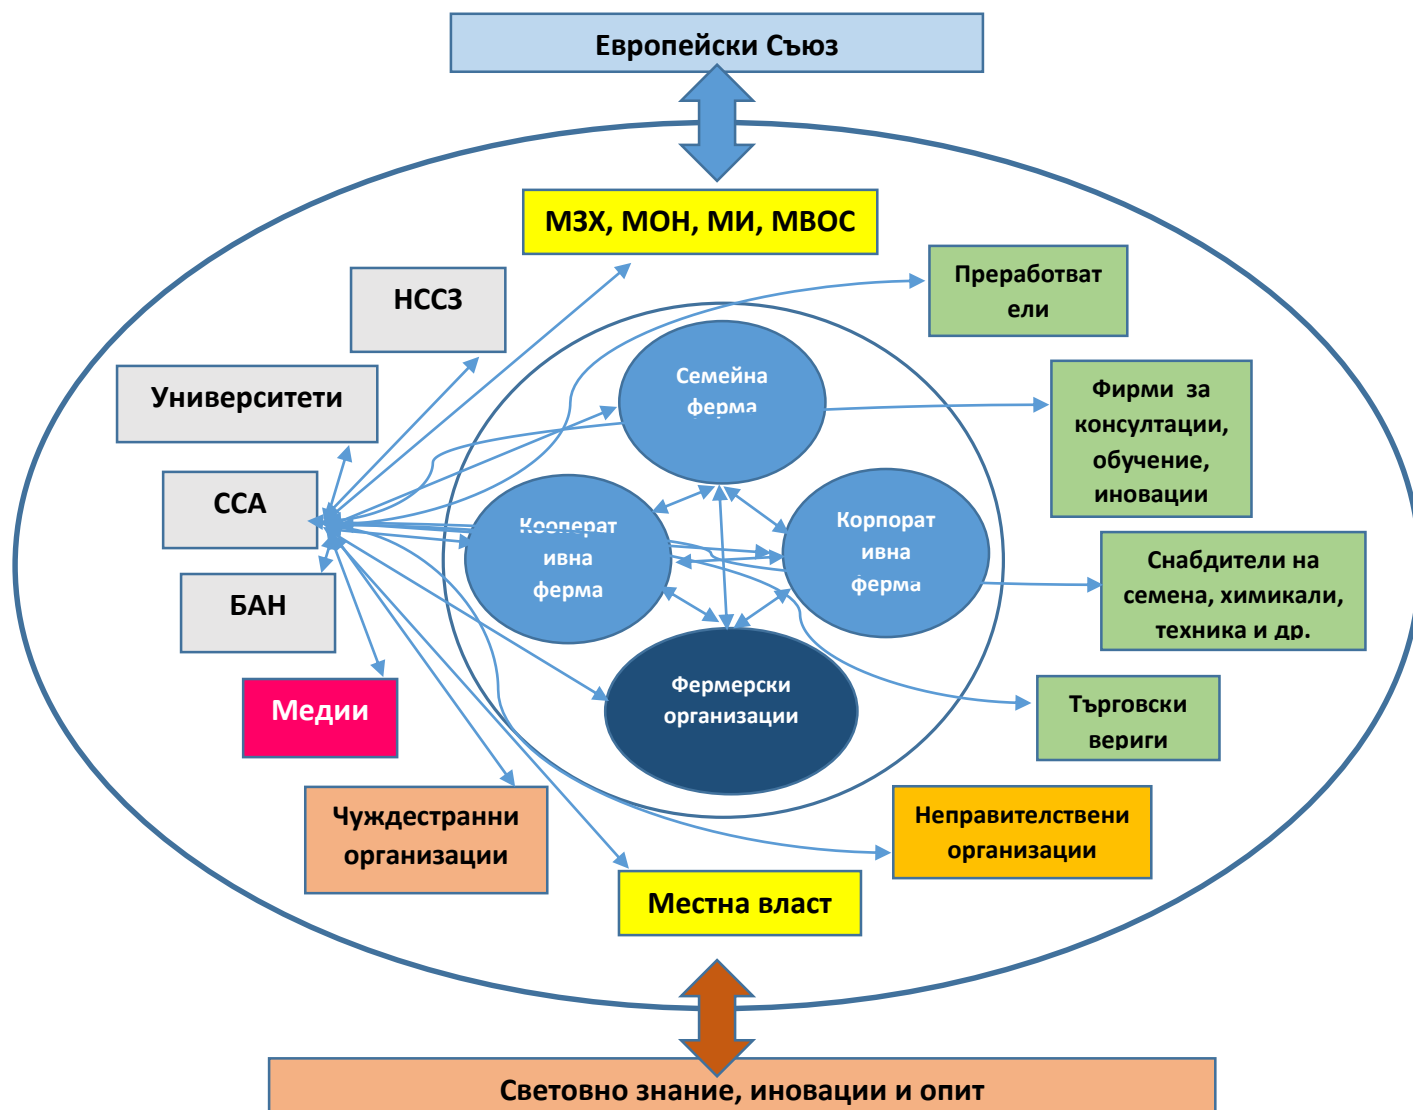 Европейски Съюз
МЗХ, МОН, МИ, МВОС
Преработват
ели
НССЗ
Семейна
ферма
Университети
Фирми за
консултации,
обучение,
иновации
ССА
Кооперат
ивна
ферма
Корпорат
ивна
ферма
Снабдители на
семена, химикали,
техника и др.
БАН
Фермерски
организации
Медии
Търговски
вериги
Чуждестранни
организации
Неправителствени
организации
Местна власт
Световно знание, иновации и опит